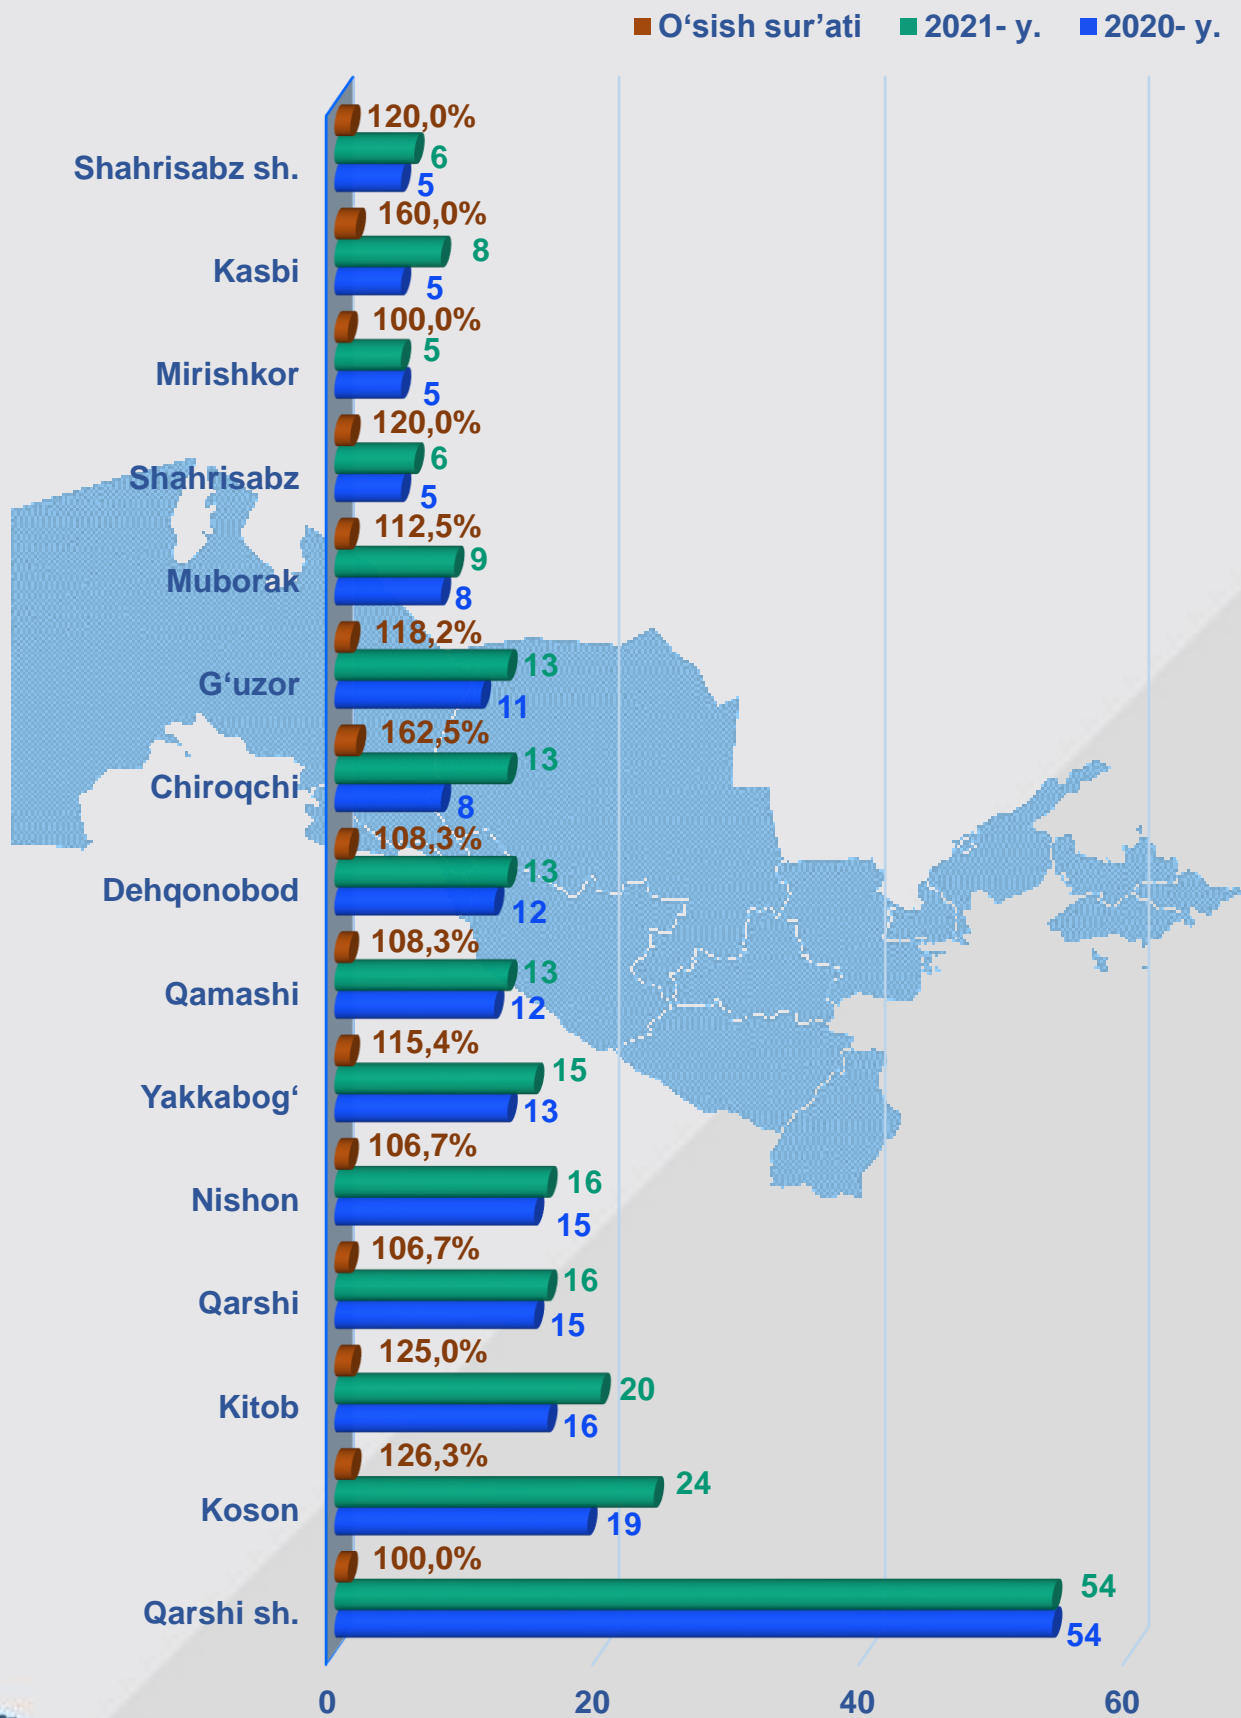 O‘sish sur’ati 2021- y. 2020- y.
120,0%
6
Shahrisabz sh.
5
160,0%
8
Kasbi
5
100,0%
5
Mirishkor
5
120,0%
6
Shahrisabz
5
112,5%
9
Muborak
8
118,2%
13
G‘uzor
11
162,5%
13
Chiroqchi
8
108,3%
13
Dehqonobod
12
108,3%
13
Qamashi
12
115,4%
15
Yakkabog‘
13
106,7%
16
Nishon
15
106,7%
16
Qarshi
15
125,0%
20
Kitob
16
126,3%
24
Koson
19
100,0%
54
Qarshi sh.
54
0 20 40 60